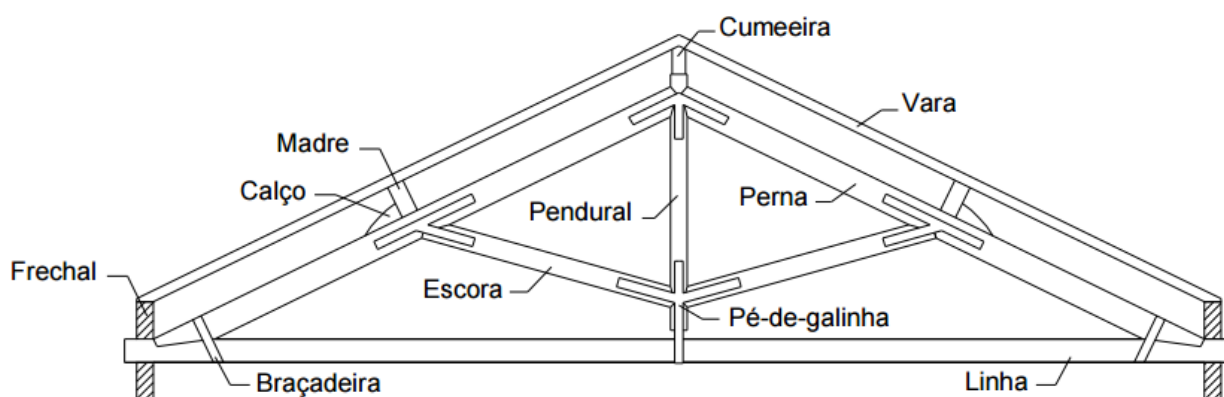 Cumeeira
Vara
Madre
Calço
Perna
Pendural
Frechal
Escora
Pé-de-galinha
Braçadeira
Linha